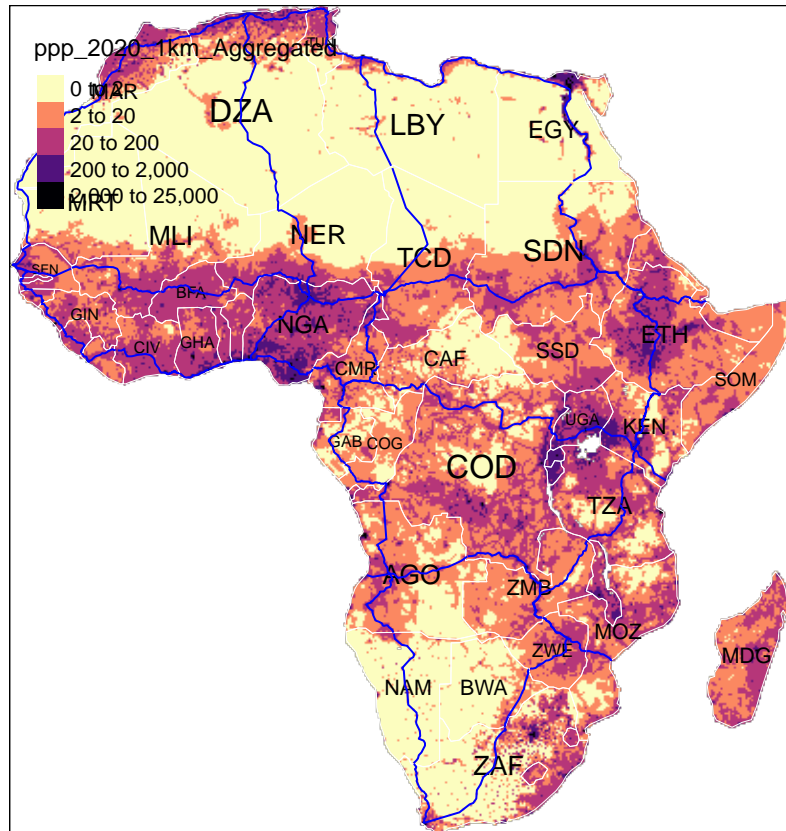 ppp_2020_1km_Aggregated
0 to 2
2 to 20
20 to 200
200 to 2,000
2,000 to 25,000
TUN
MAR
DZA
LBY
EGY
MRT
MLI
NER
TCD
SDN
SEN
BFA
GIN
CIV
GHA
NGA
CMR
CAF
SSD
ETH
SOM
UGA
KEN
GAB
COG
COD
TZA
AGO
ZMB
MOZ
ZWE
MDG
NAM
BWA
ZAF